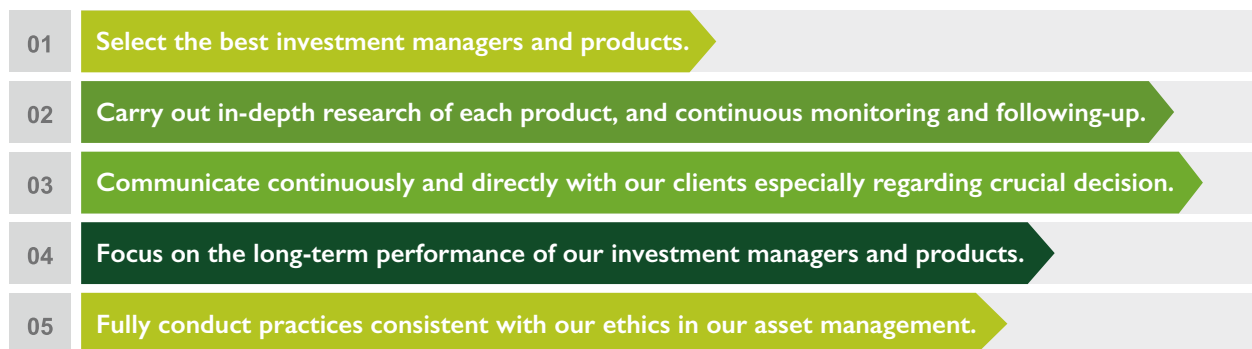 01 Select the best investment managers and products.
02 Carry out in-depth research of each product, and continuous monitoring and following-up.
03 Communicate continuously and directly with our clients especially regarding crucial decision.
04 Focus on the long-term performance of our investment managers and products.
05 Fully conduct practices consistent with our ethics in our asset management.